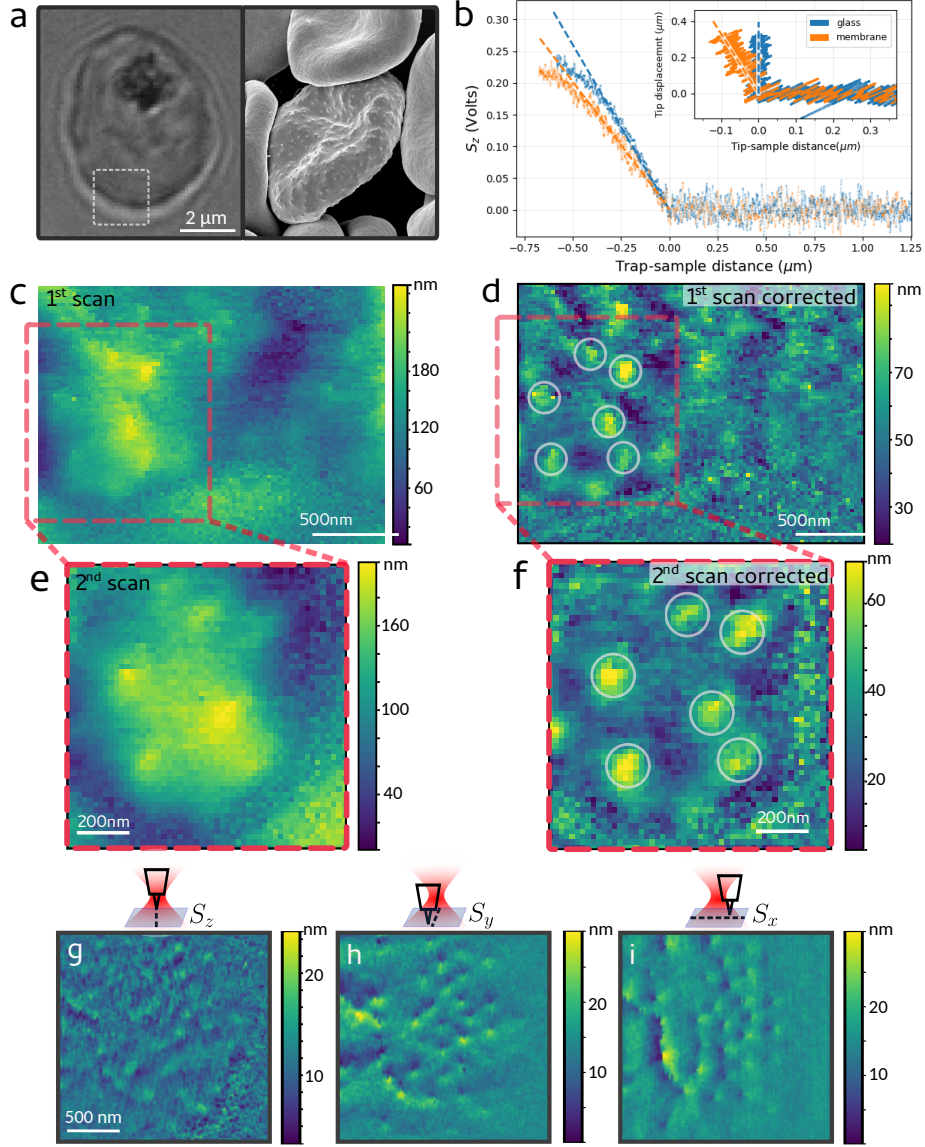 a
2 μm
b
S_z (Volts)
0.30
0.25
0.20
0.15
0.10
0.05
0.00
−0.75 −0.50 −0.25 0.00 0.25 0.50 0.75 1.00 1.25
Trap-sample distance (μm)
Tip displaceemnt (μm)
0.4
0.2
0.0
−0.1 0.0 0.1 0.2 0.3
Tip-sample distance(μm)
glass
membrane
c
1st scan
500nm
nm
180
120
60
d
1st scan corrected
500nm
nm
70
50
30
e
2nd scan
200nm
nm
160
100
40
f
2nd scan corrected
200nm
nm
60
40
20
S_z
S_y
S_x
g
500 nm
nm
20
10
h
nm
20
10
i
nm
20
10